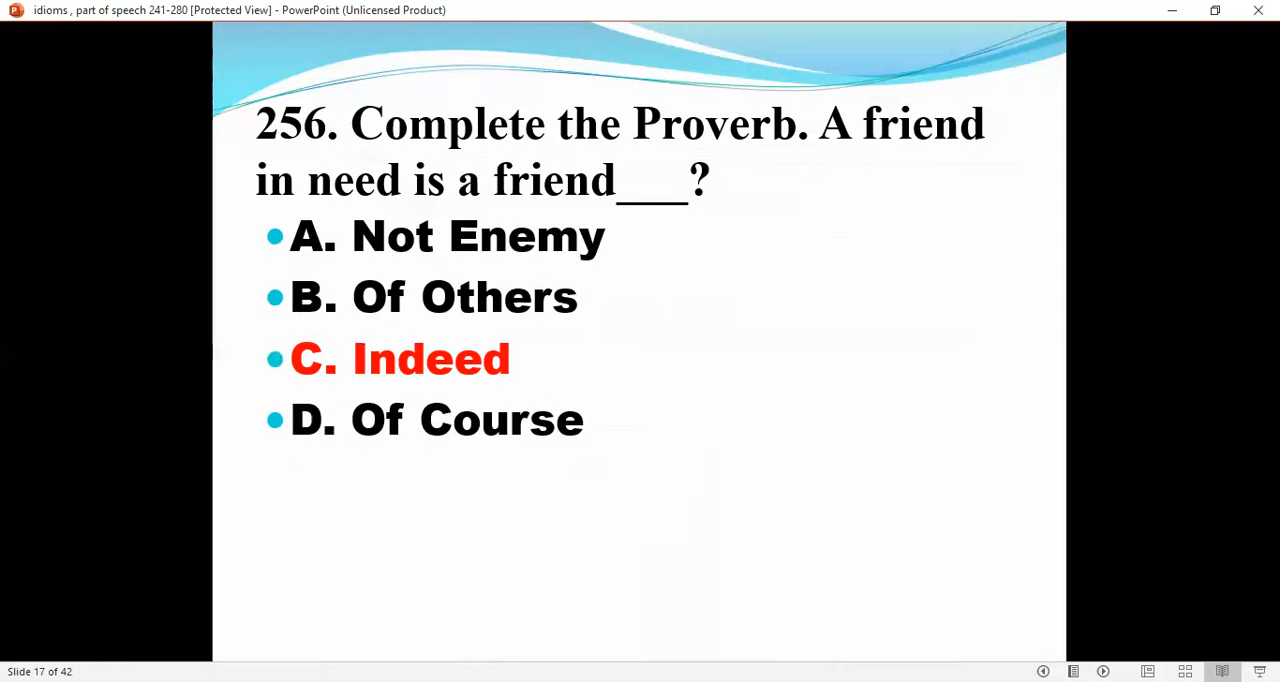 idioms , part of speech 241-280 [Protected View] - PowerPoint (Unlicensed Product)
256. Complete the Proverb. A friend
in need is a friend___?
• A. Not Enemy
• B. Of Others
• C. Indeed
• D. Of Course
Slide 17 of 42